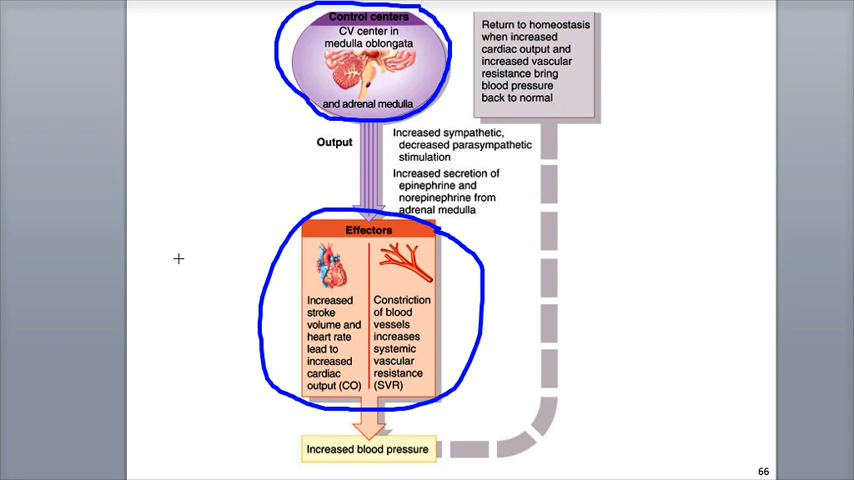 Control centers
CV center in
medulla oblongata
and adrenal medulla
Return to homeostasis
when increased
cardiac output and
increased vascular
resistance bring
blood pressure
back to normal
Output
Increased sympathetic,
decreased parasympathetic
stimulation
Increased secretion of
epinephrine and
norepinephrine from
adrenal medulla
Effectors
Increased
stroke
volume and
heart rate
lead to
increased
cardiac
output (CO)
Constriction
of blood
vessels
increases
systemic
vascular
resistance
(SVR)
Increased blood pressure
66